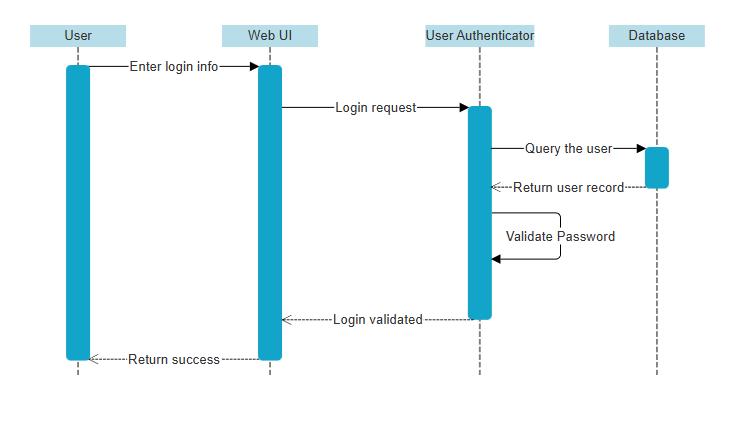 User
Web UI
User Authenticator
Database
Enter login info
Login request
Query the user
Return user record
Validate Password
Login validated
Return success